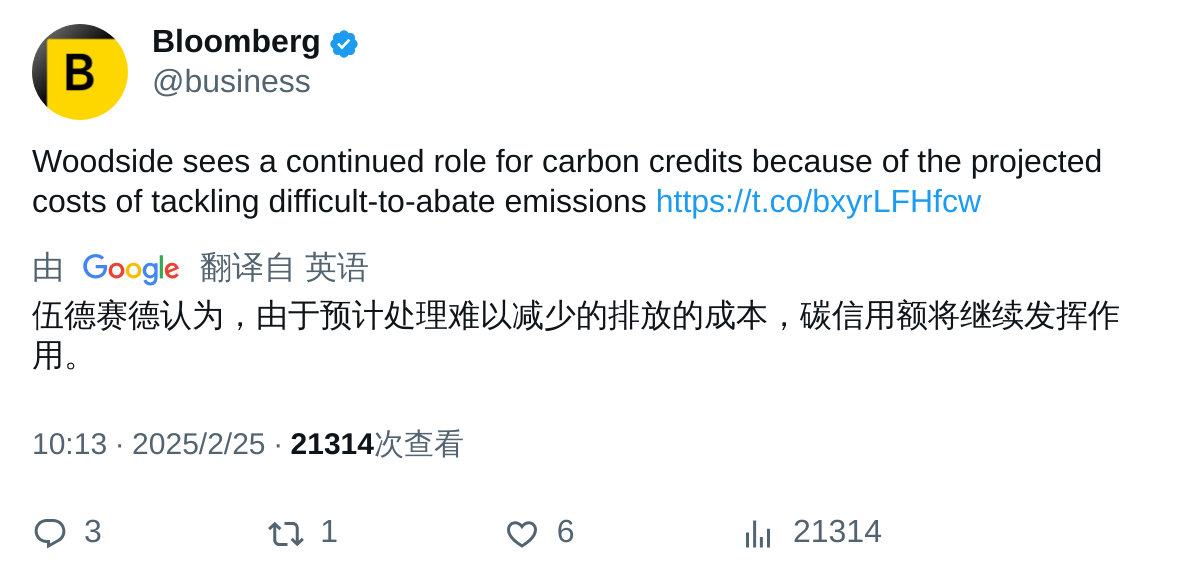 B
Bloomberg
@business
Woodside sees a continued role for carbon credits because of the projected
costs of tackling difficult-to-abate emissions https://t.co/bxyrLFHfcw
由 Google 翻译自 英语
伍德赛德认为，由于预计处理难以减少的排放的成本，碳信用额将继续发挥作
用。
10:13 · 2025/2/25 · 21314次查看
3 1 6 21314